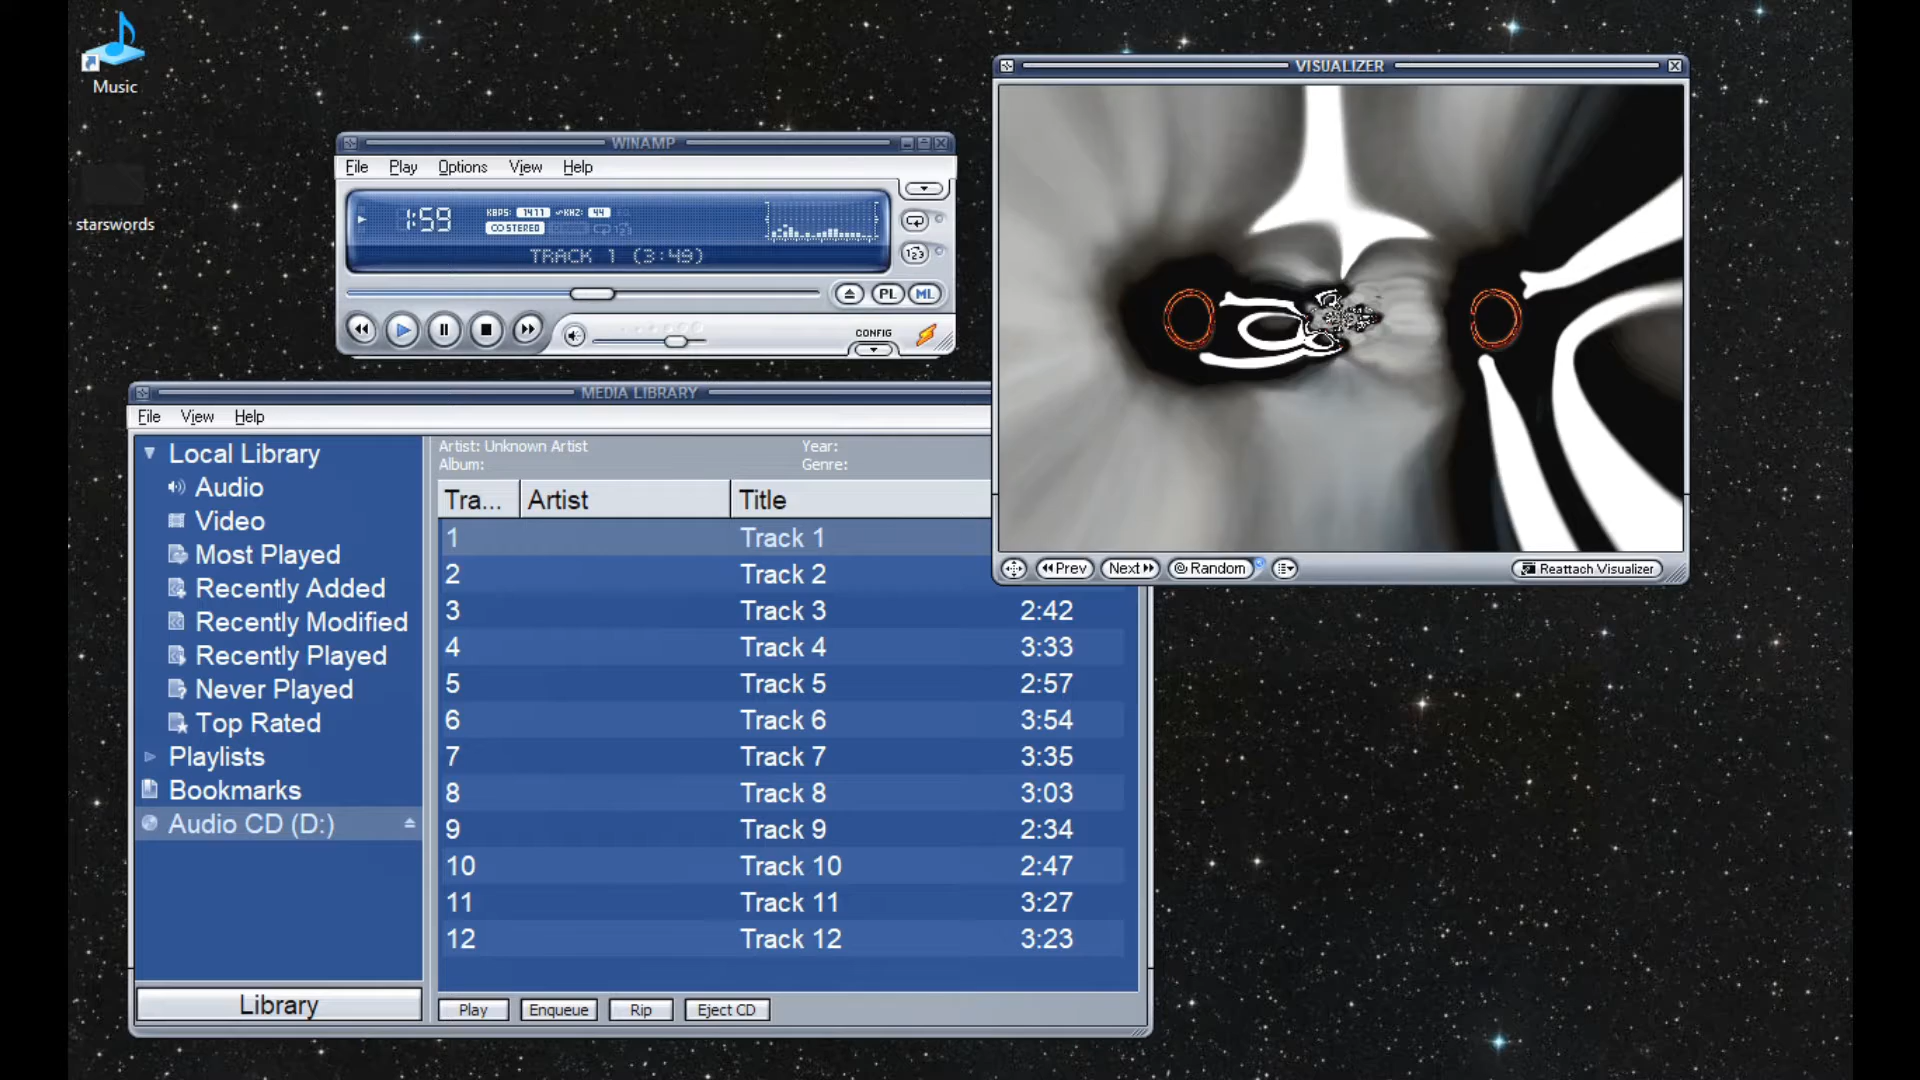 Music
starswords
WINAMP
File Play Options View Help
1:59
KBPS: 1411 KHZ: 44
STEREO
TRACK 1 (3:49)
PL ML
CONFIG
VISUALIZER
Prev Next Random Reattach Visualizer
MEDIA LIBRARY
File View Help
Local Library
Audio
Video
Most Played
Recently Added
Recently Modified
Recently Played
Never Played
Top Rated
Playlists
Bookmarks
Audio CD (D:)
Library
Artist: Unknown Artist Year:
Album: Genre:
Tra... Artist Title
1 Track 1
2 Track 2
3 Track 3 2:42
4 Track 4 3:33
5 Track 5 2:57
6 Track 6 3:54
7 Track 7 3:35
8 Track 8 3:03
9 Track 9 2:34
10 Track 10 2:47
11 Track 11 3:27
12 Track 12 3:23
Play Enqueue Rip Eject CD